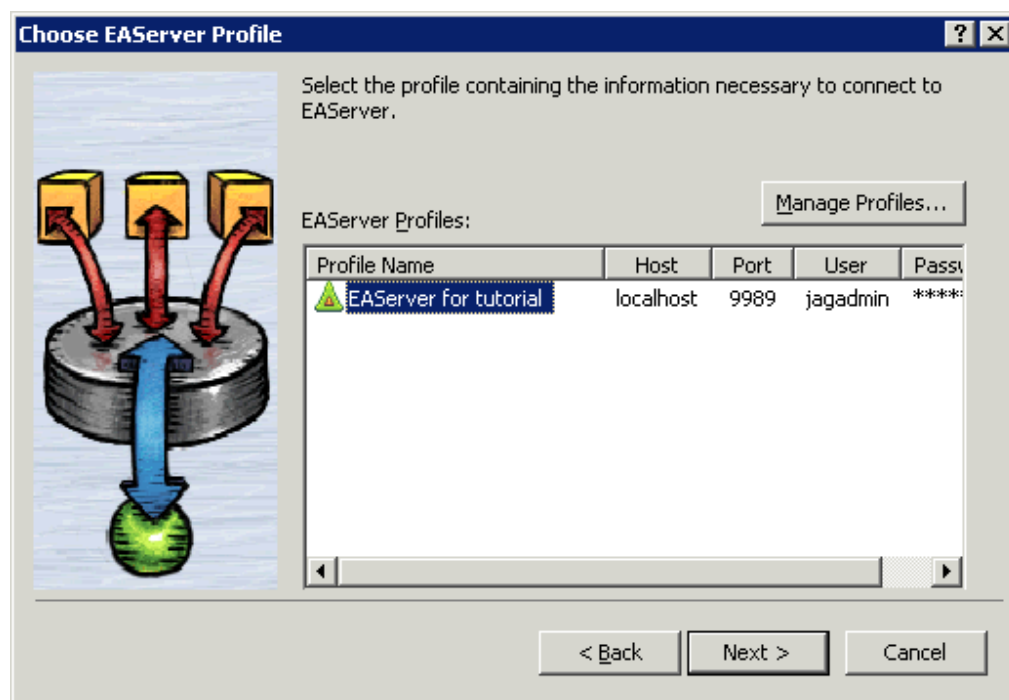 Choose EAServer Profile
Select the profile containing the information necessary to connect to
EAServer.
Manage Profiles...
EAServer Profiles:
Profile Name Host Port User Passw
EAServer for tutorial localhost 9989 jagadmin *****
< Back Next > Cancel